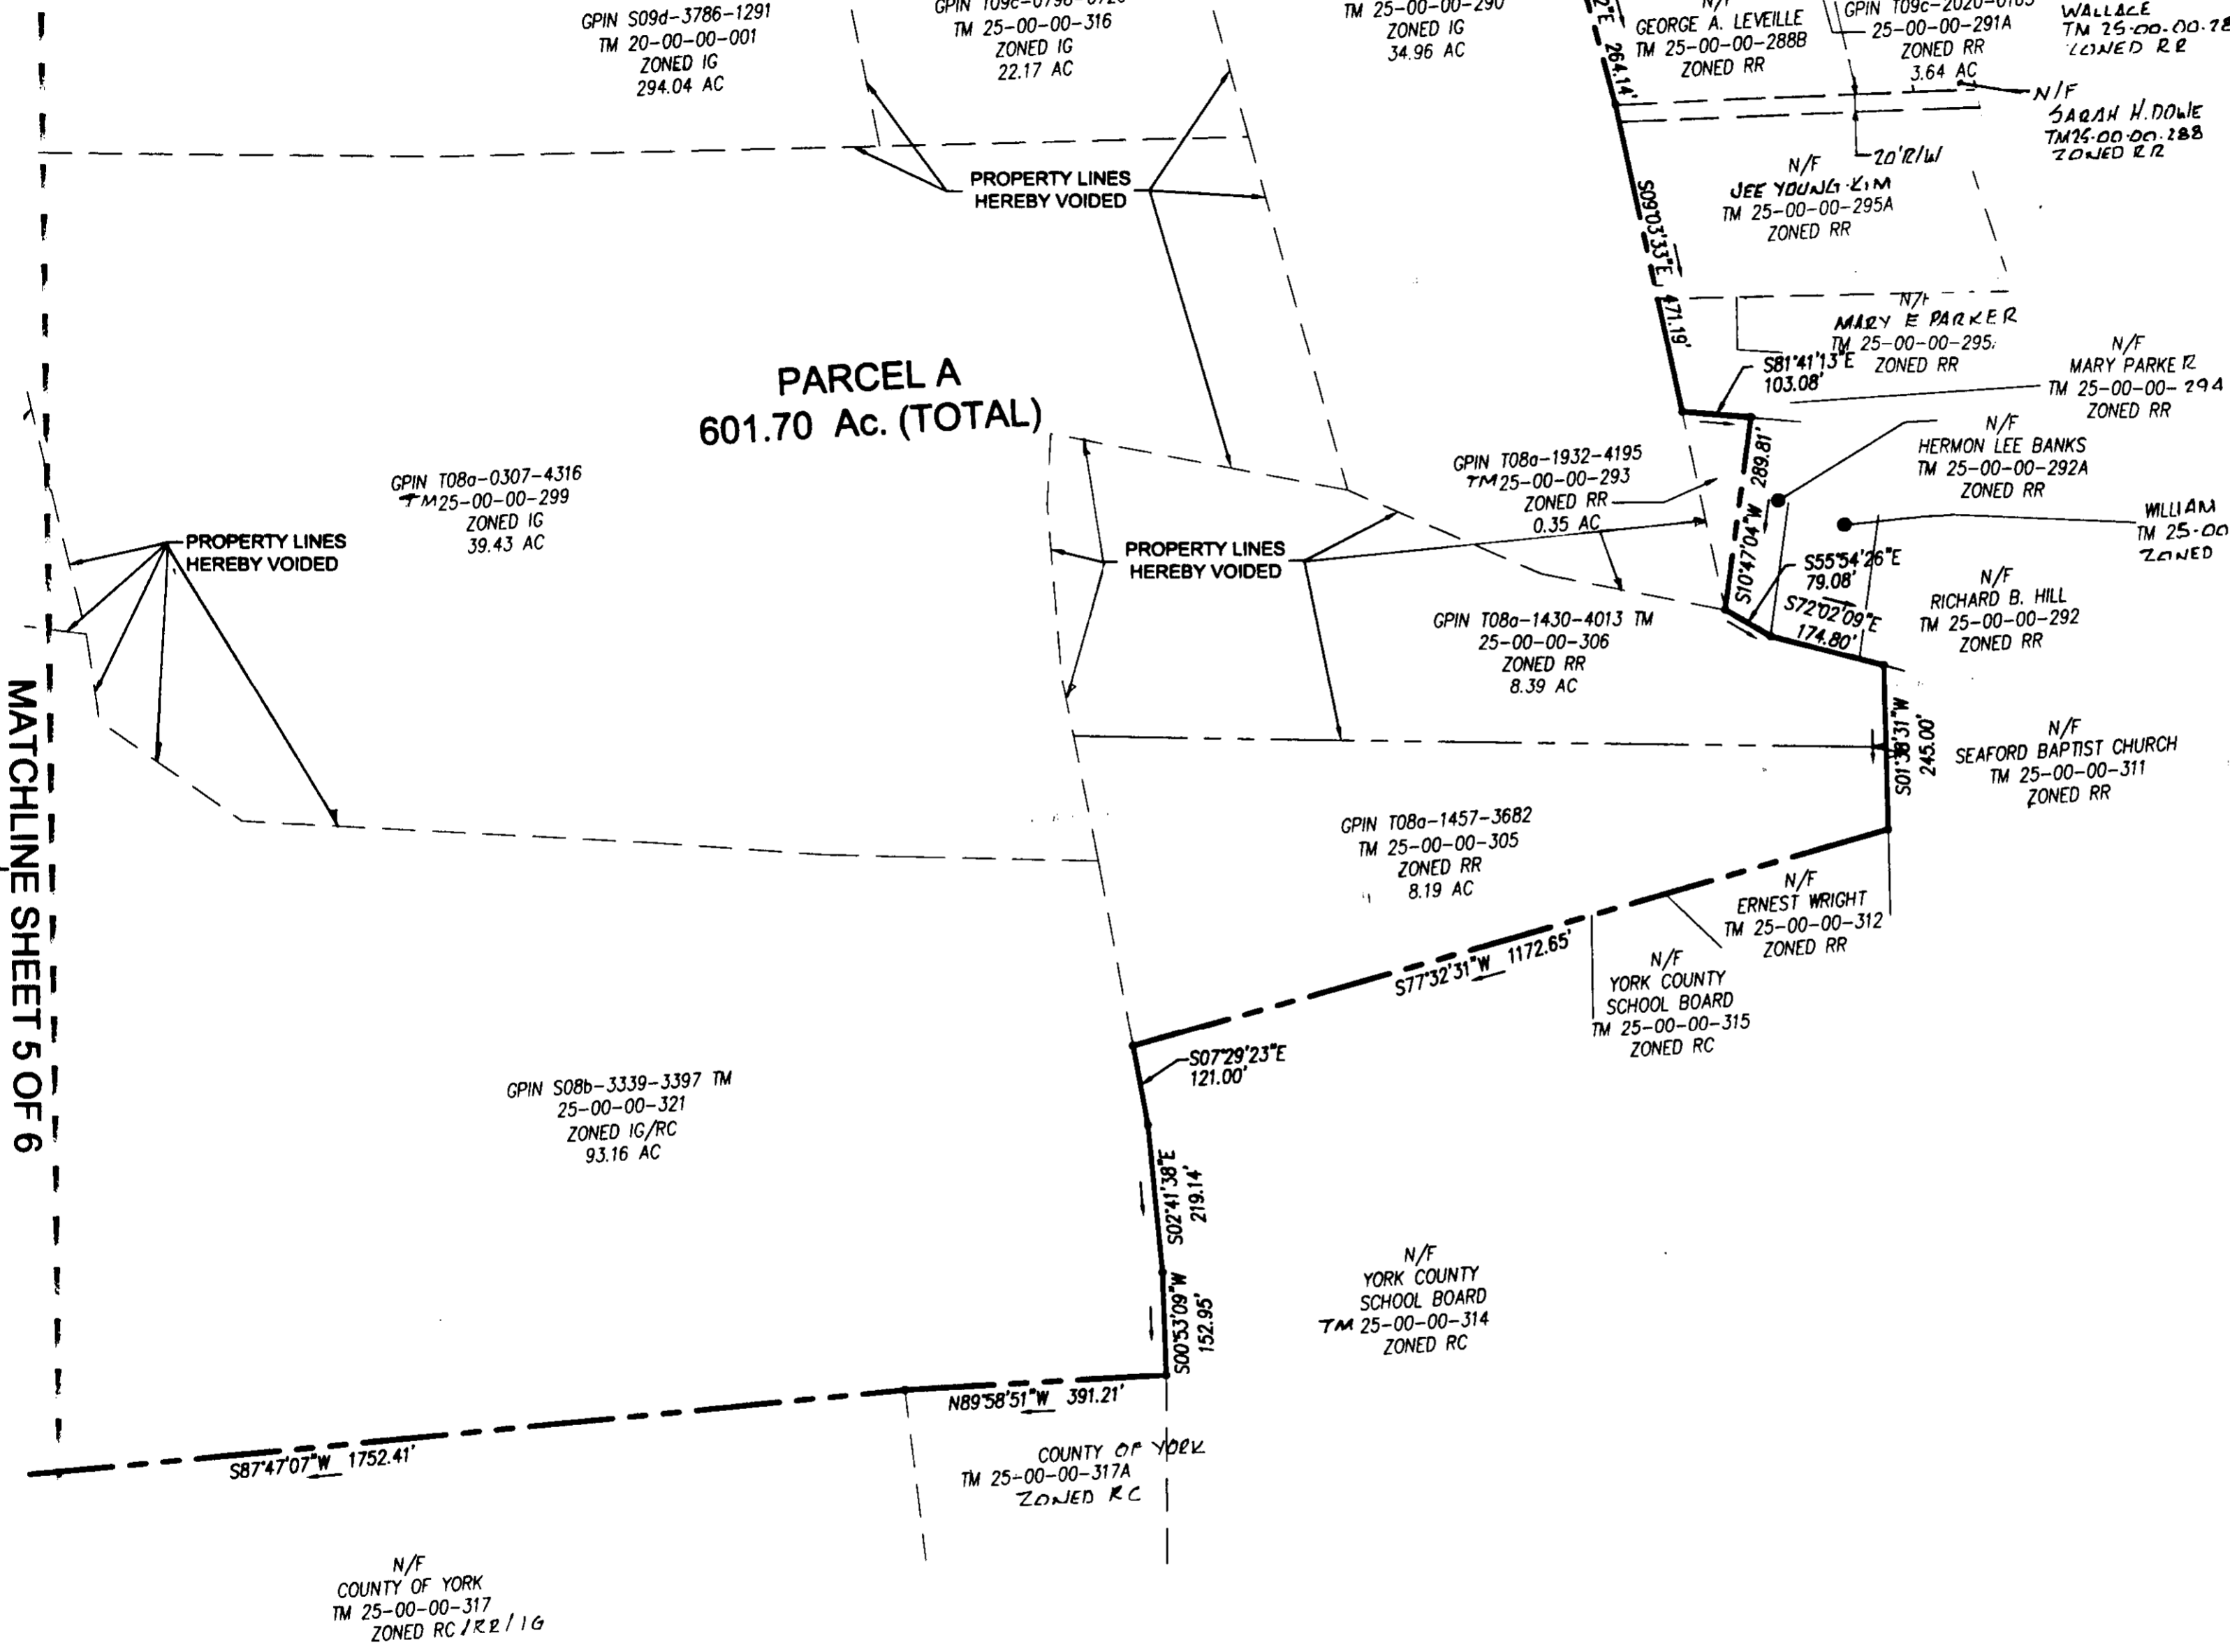 GPIN S09d-3786-1291
TM 20-00-00-001
ZONED IG
294.04 AC
TM 25-00-00-316
ZONED IG
22.17 AC
TM 25-00-00-290
ZONED IG
34.96 AC
264.14'
N/F
GEORGE A. LEVEILLE
TM 25-00-00-288B
ZONED RR
25-00-00-291A
ZONED RR
3.64 AC
WALLACE
ZONED RR
N/F
SARAH H. DOWE
TM25-00-00-288
ZONED RR
20'R/W
N/F
JEE YOUNG KIM
TM 25-00-00-295A
ZONED RR
PROPERTY LINES
HEREBY VOIDED
S09°03'33"E 471.19'
N/F
MARY E PARKER
TM 25-00-00-295
ZONED RR
S81°41'13"E
103.08'
N/F
MARY PARKER
TM 25-00-00-294
ZONED RR
PARCEL A
601.70 Ac. (TOTAL)
N/F
HERMON LEE BANKS
TM 25-00-00-292A
ZONED RR
GPIN T08a-1932-4195
TM25-00-00-293
ZONED RR
0.35 AC
S10°47'04"W 289.81'
GPIN T08a-0307-4316
TM25-00-00-299
ZONED IG
39.43 AC
WILLIAM
TM 25-00
ZONED
PROPERTY LINES
HEREBY VOIDED
PROPERTY LINES
HEREBY VOIDED
S55°54'26"E
79.08'
S72°02'09"E
174.80'
N/F
RICHARD B. HILL
TM 25-00-00-292
ZONED RR
GPIN T08a-1430-4013 TM
25-00-00-306
ZONED RR
8.39 AC
S01°38'31"W
245.00'
N/F
SEAFORD BAPTIST CHURCH
TM 25-00-00-311
ZONED RR
MATCHLINE SHEET 5 OF 6
GPIN T08a-1457-3682
TM 25-00-00-305
ZONED RR
8.19 AC
N/F
ERNEST WRIGHT
TM 25-00-00-312
ZONED RR
S77°32'31"W 1172.65'
N/F
YORK COUNTY
SCHOOL BOARD
TM 25-00-00-315
ZONED RC
S07°29'23"E
121.00'
GPIN S08b-3339-3397 TM
25-00-00-321
ZONED IG/RC
93.16 AC
S02°41'38"E
219.14'
N/F
YORK COUNTY
SCHOOL BOARD
TM 25-00-00-314
ZONED RC
S00°53'09"W
152.95'
N89°58'51"W 391.21'
S87°47'07"W 1752.41'
COUNTY OF YORK
TM 25-00-00-317A
ZONED RC
N/F
COUNTY OF YORK
TM 25-00-00-317
ZONED RC/RR/IG